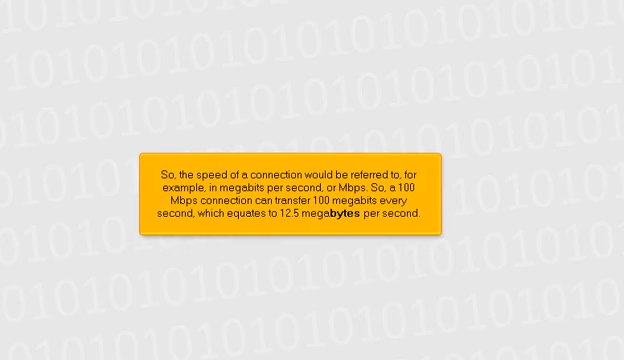 So, the speed of a connection would be referred to, for
example, in megabits per second, or Mbps. So, a 100
Mbps connection can transfer 100 megabits every
second, which equates to 12.5 megabytes per second.